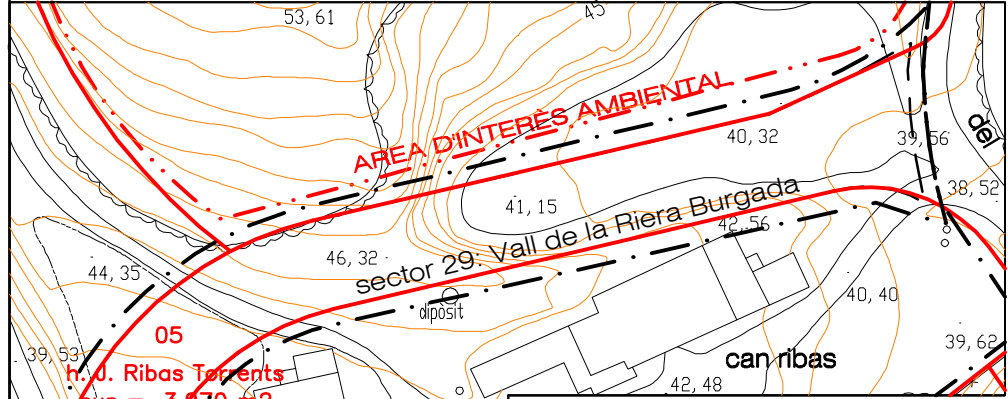 53, 61
45
AREA D'INTERÈS AMBIENTAL
40, 32
39, 56
del
38, 52
41, 15
42, 56
sector 29: Vall de la Riera Burgada
46, 32
44, 35
dipòsit
40, 40
05
39, 62
39, 53
can ribas
h. J. Ribas Torrents
42, 48